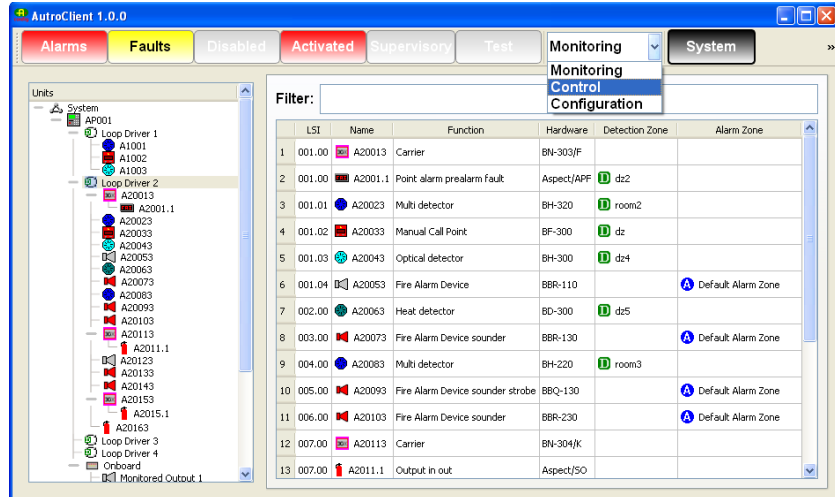 AutroClient 1.0.0
Alarms Faults Disabled Activated Supervisory Test Monitoring System »
Monitoring
Control
Configuration
Units
System
AP001
Loop Driver 1
A1001
A1002
A1003
Loop Driver 2
A20013
A2001.1
A20023
A20033
A20043
A20053
A20063
A20073
A20083
A20093
A20103
A20113
A2011.1
A20123
A20133
A20143
A20153
A2015.1
A20163
Loop Driver 3
Loop Driver 4
Onboard
Monitored Output 1
Filter:
LSI Name Function Hardware Detection Zone Alarm Zone
1 001.00 A20013 Carrier BN-303/F
2 001.00 A2001.1 Point alarm prealarm fault Aspect/APF D dz2
3 001.01 A20023 Multi detector BH-320 D room2
4 001.02 A20033 Manual Call Point BF-300 D dz
5 001.03 A20043 Optical detector BH-300 D dz4
6 001.04 A20053 Fire Alarm Device BBR-110 A Default Alarm Zone
7 002.00 A20063 Heat detector BD-300 D dz5
8 003.00 A20073 Fire Alarm Device sounder BBR-130 A Default Alarm Zone
9 004.00 A20083 Multi detector BH-220 D room3
10 005.00 A20093 Fire Alarm Device sounder strobe BBQ-130 A Default Alarm Zone
11 006.00 A20103 Fire Alarm Device sounder BBR-230 A Default Alarm Zone
12 007.00 A20113 Carrier BN-304/K
13 007.00 A2011.1 Output in out Aspect/SO